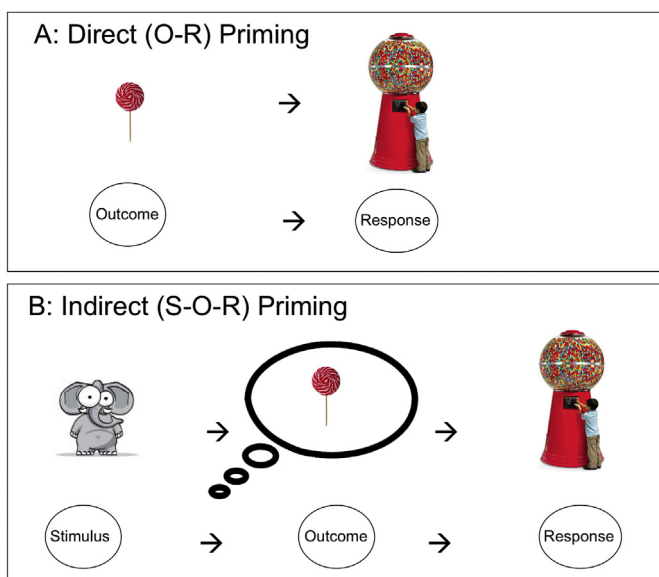 A: Direct (O-R) Priming
→
Outcome → Response
B: Indirect (S-O-R) Priming
→ →
Stimulus → Outcome → Response